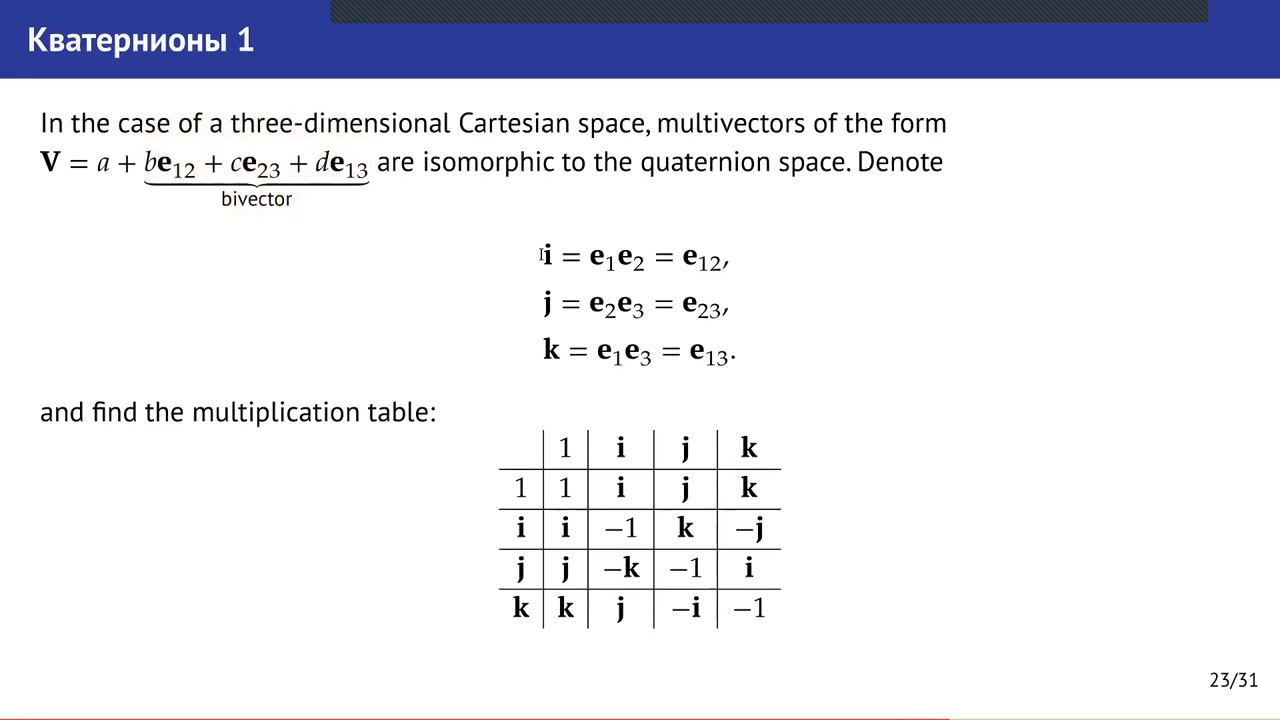 Кватернионы 1
In the case of a three-dimensional Cartesian space, multivectors of the form
V = a + be₁₂ + ce₂₃ + de₁₃ are isomorphic to the quaternion space. Denote
bivector
i = e₁e₂ = e₁₂,
j = e₂e₃ = e₂₃,
k = e₁e₃ = e₁₃.
and find the multiplication table:
1 i j k
1 1 i j k
i i −1 k −j
j j −k −1 i
k k j −i −1
23/31